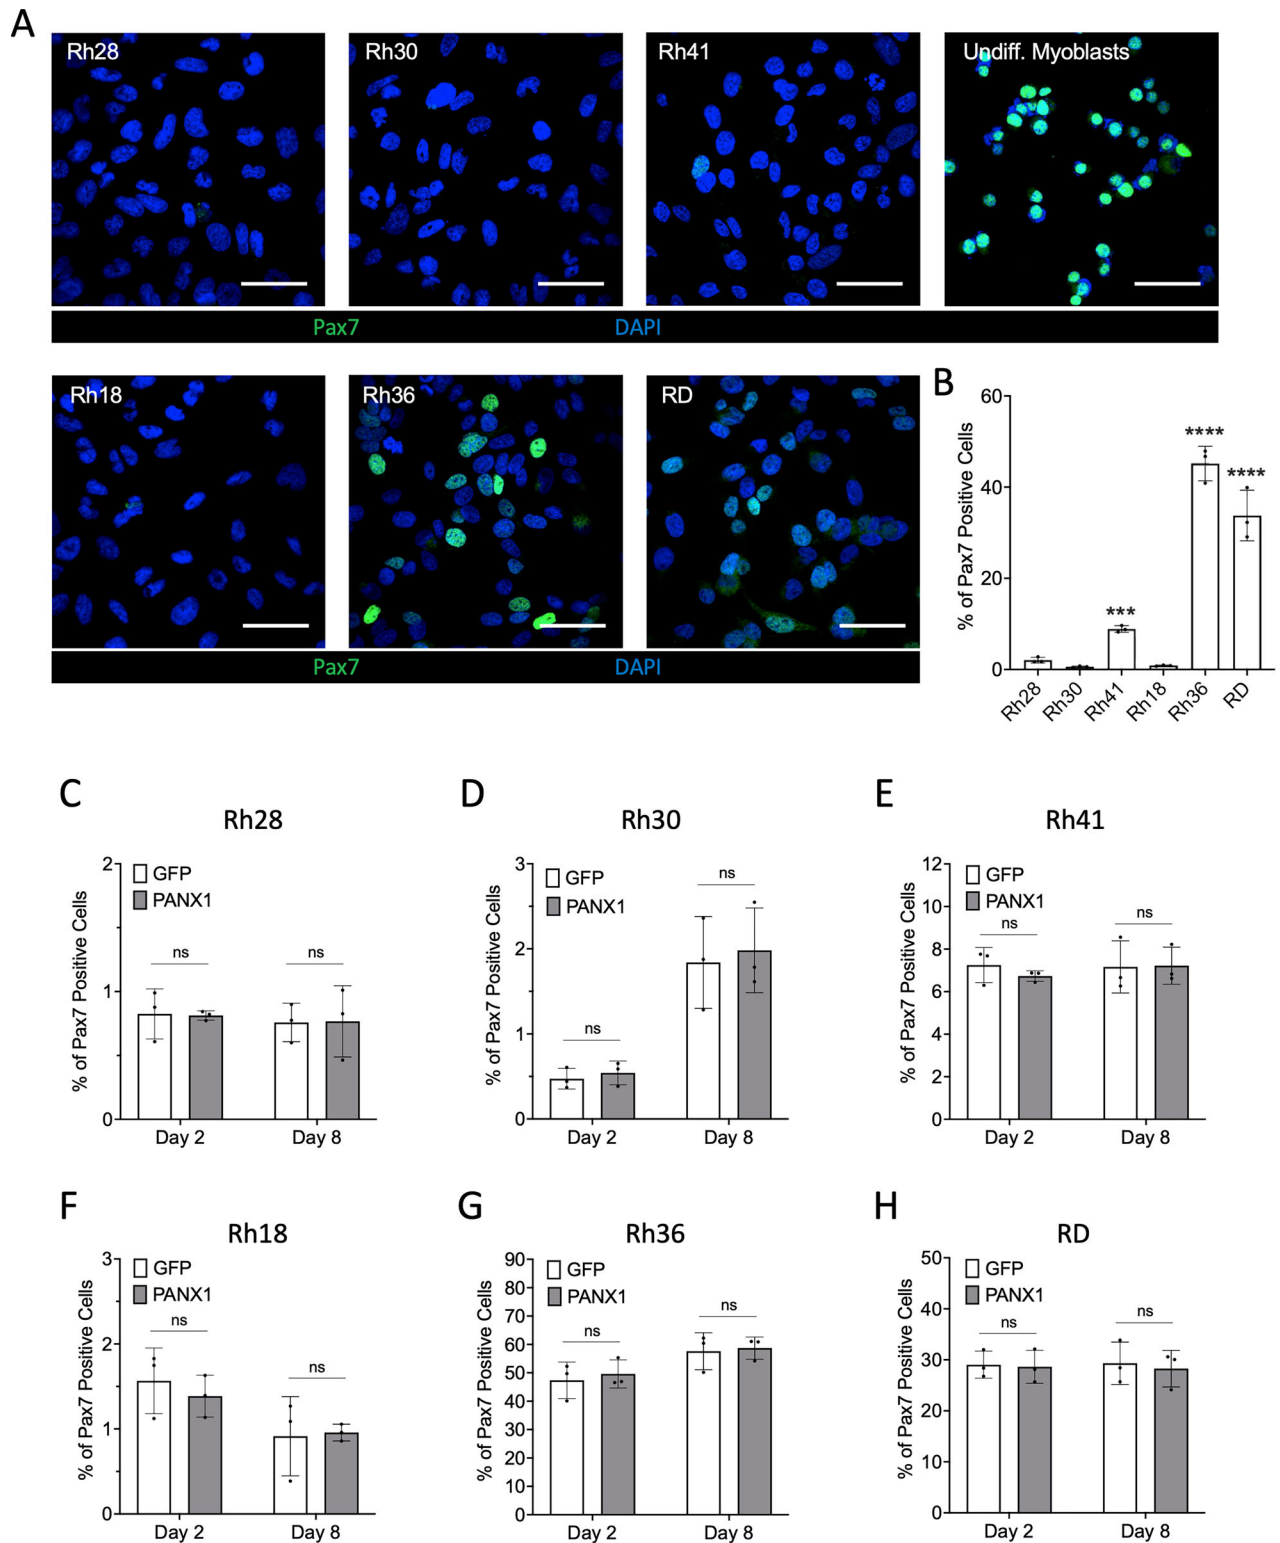 A
Rh28
Rh30
Rh41
Undiff. Myoblasts
Pax7 DAPI
Rh18
Rh36
RD
Pax7 DAPI
B
60
40
20
0
% of Pax7 Positive Cells
***
****
****
Rh28
Rh30
Rh41
Rh18
Rh36
RD
C
Rh28
GFP
PANX1
2
1
0
% of Pax7 Positive Cells
ns
ns
Day 2
Day 8
D
Rh30
GFP
PANX1
3
2
1
0
% of Pax7 Positive Cells
ns
ns
Day 2
Day 8
E
Rh41
GFP
PANX1
12
10
8
6
4
2
0
% of Pax7 Positive Cells
ns
ns
Day 2
Day 8
F
Rh18
GFP
PANX1
3
2
1
0
% of Pax7 Positive Cells
ns
ns
Day 2
Day 8
G
Rh36
GFP
PANX1
90
80
70
60
50
40
30
20
10
0
% of Pax7 Positive Cells
ns
ns
Day 2
Day 8
H
RD
GFP
PANX1
50
40
30
20
10
0
% of Pax7 Positive Cells
ns
ns
Day 2
Day 8